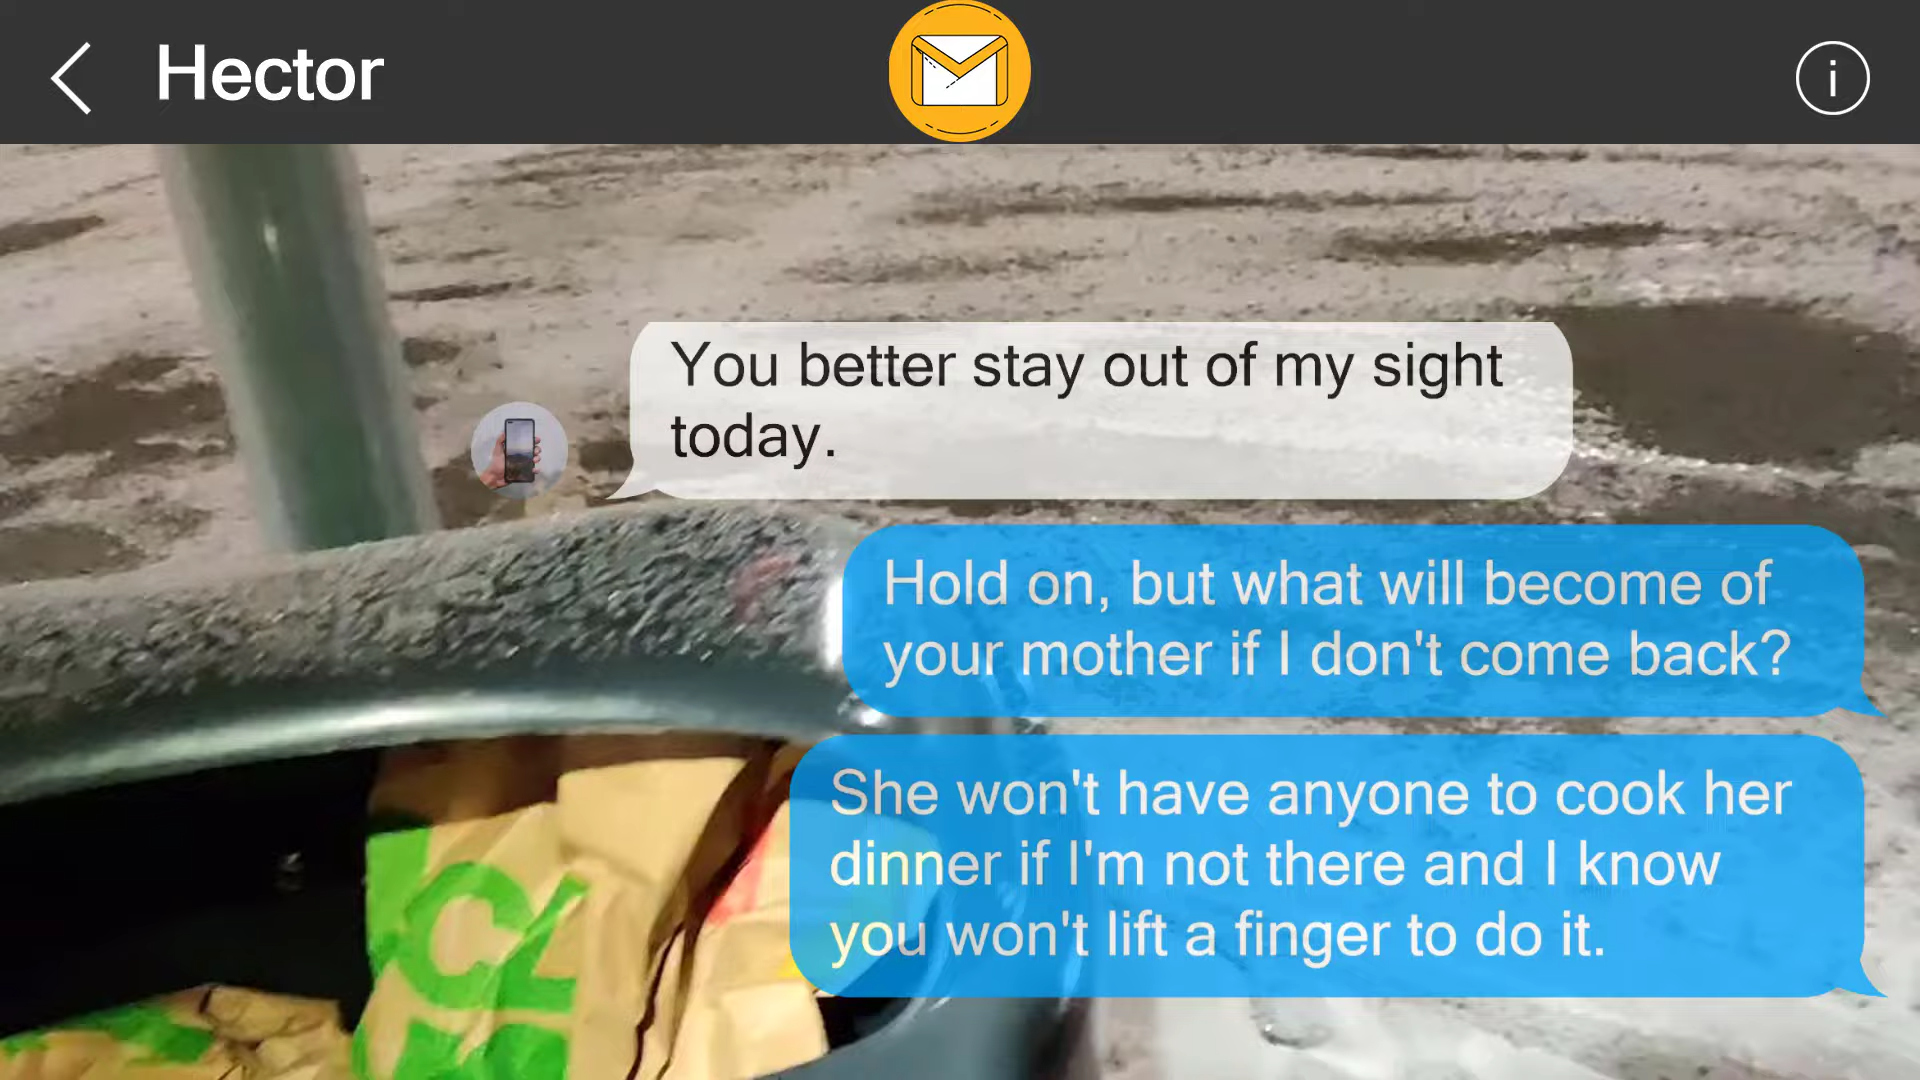 Hector
i
You better stay out of my sight
today.
Hold on, but what will become of
your mother if I don't come back?
She won't have anyone to cook her
dinner if I'm not there and I know
you won't lift a finger to do it.